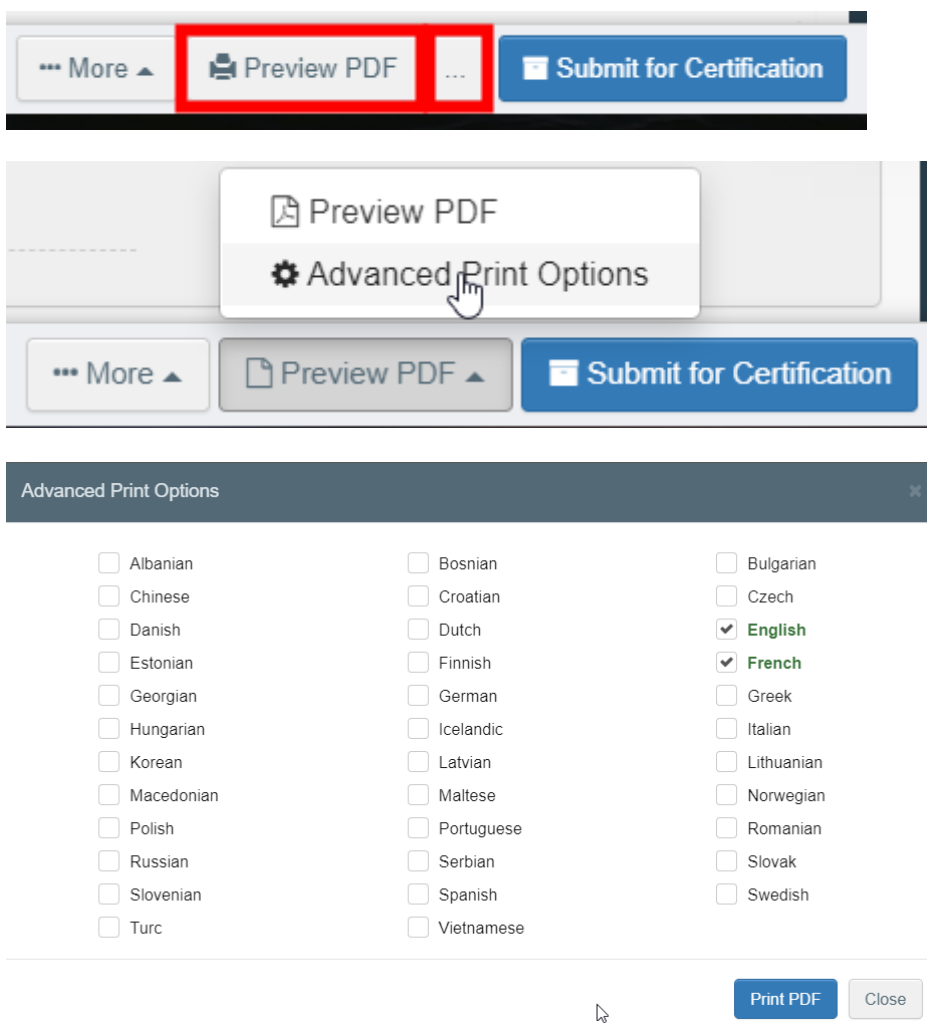 ••• More Preview PDF ... Submit for Certification
Preview PDF
Advanced Print Options
••• More Preview PDF Submit for Certification
Advanced Print Options
Albanian Bosnian Bulgarian
Chinese Croatian Czech
Danish Dutch English
Estonian Finnish French
Georgian German Greek
Hungarian Icelandic Italian
Korean Latvian Lithuanian
Macedonian Maltese Norwegian
Polish Portuguese Romanian
Russian Serbian Slovak
Slovenian Spanish Swedish
Turc Vietnamese
Print PDF Close